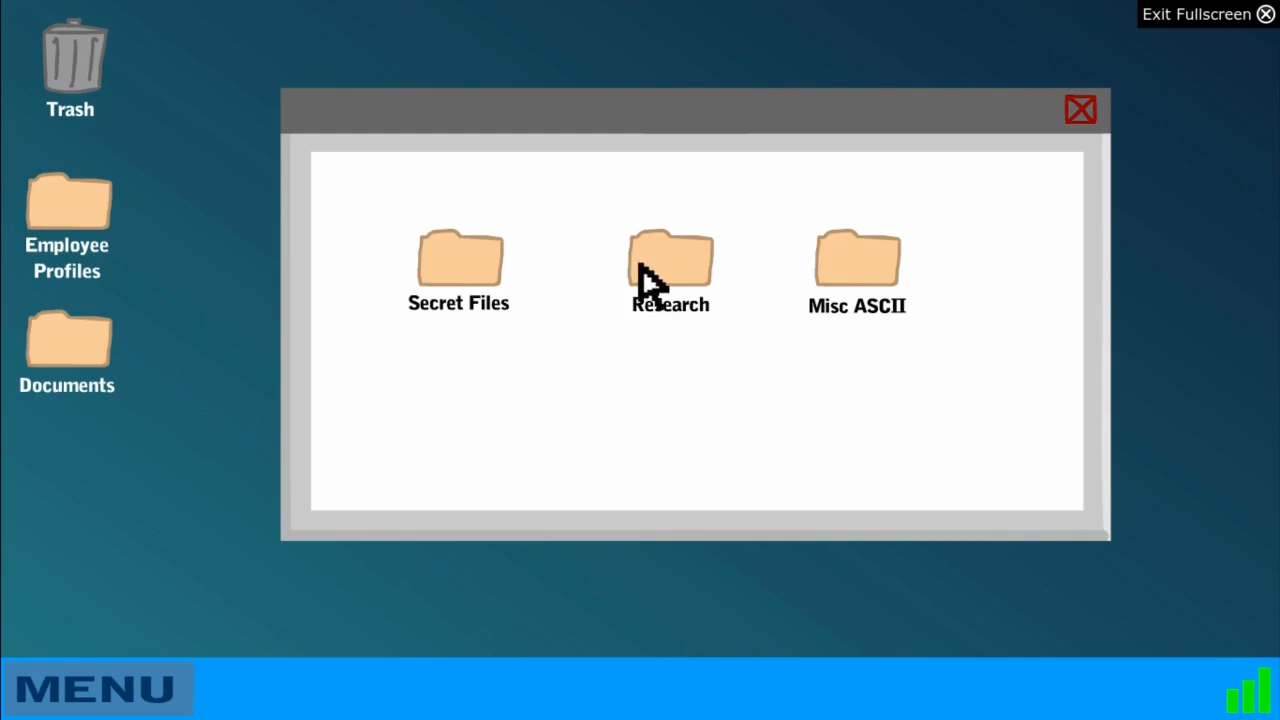 Exit Fullscreen
Trash
Employee
Profiles
Documents
Secret Files
Research
Misc ASCII
MENU